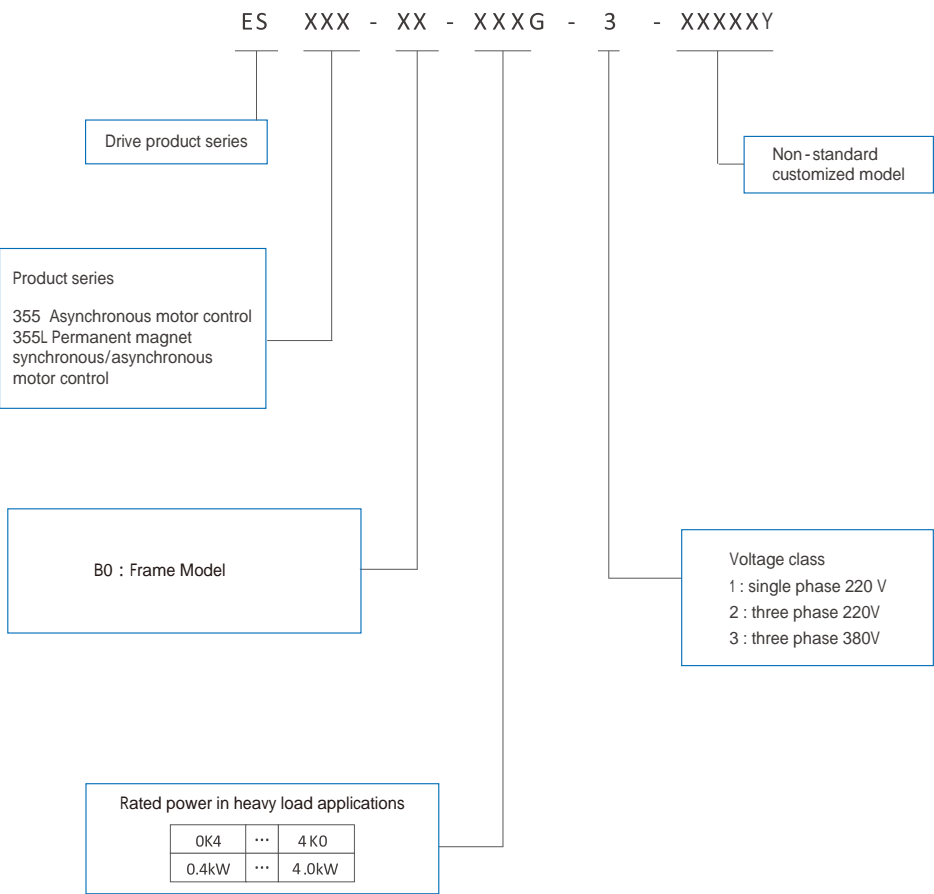 ES XXX - XX - XXXG - 3 - XXXXXY
Drive product series
Non-standard
customized model
Product series
355 Asynchronous motor control
355L Permanent magnet
synchronous/asynchronous
motor control
B0 : Frame Model
Voltage class
1 : single phase 220 V
2 : three phase 220V
3 : three phase 380V
Rated power in heavy load applications
0K4 ... 4K0
0.4kW ... 4.0kW